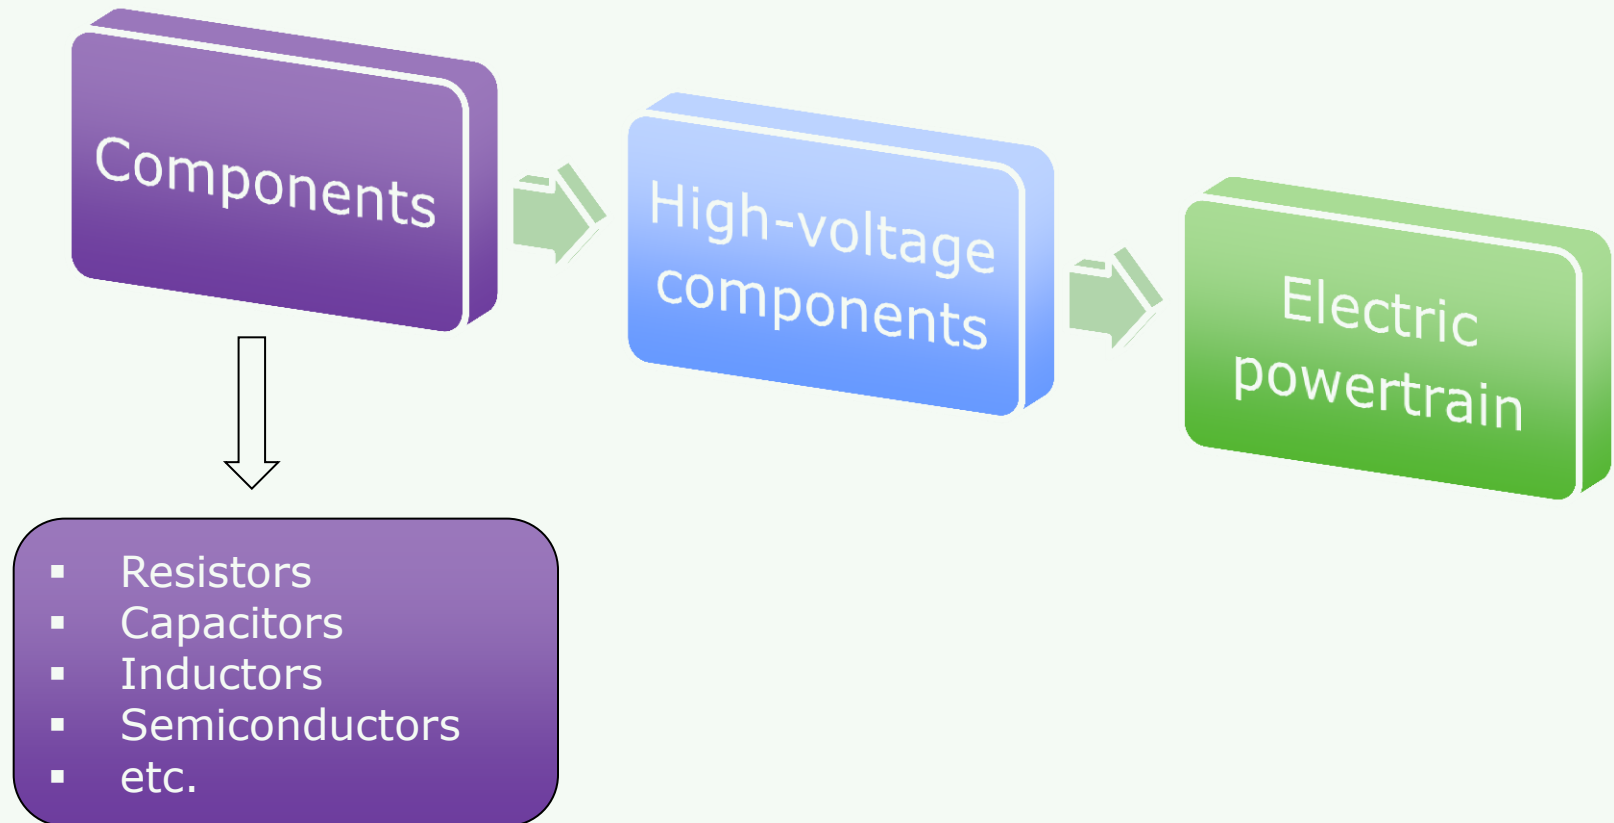 Components
High-voltage
components
Electric
powertrain
▪ Resistors
▪ Capacitors
▪ Inductors
▪ Semiconductors
▪ etc.